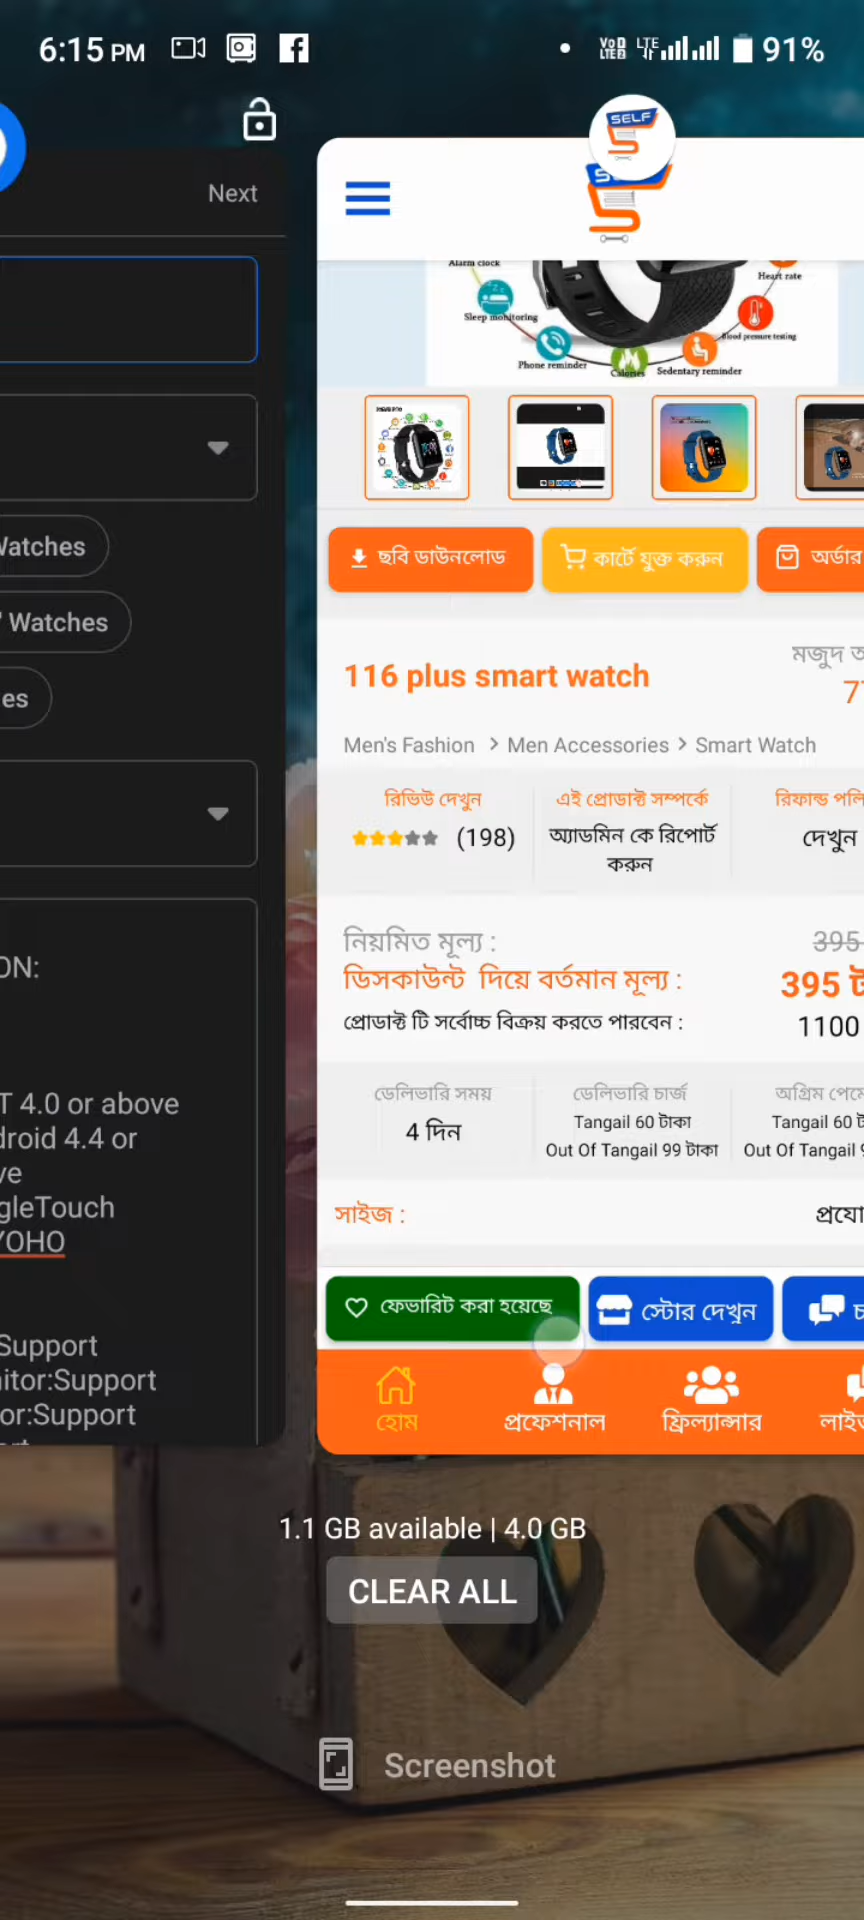 6:15 PM
VoD LTE2 LTE 91%
Next
SELF
Alarm clock
Heart rate
Sleep monitoring
Blood pressure testing
Phone reminder
Calories
Sedentary reminder
Watches
ছবি ডাউনলোড
কার্টে যুক্ত করুন
অর্ডার
' Watches
116 plus smart watch
মজুদ
7
es
Men's Fashion > Men Accessories > Smart Watch
রিভিউ দেখুন
এই প্রোডাক্ট সম্পর্কে
রিফান্ড পলি
(198)
অ্যাডমিন কে রিপোর্ট
করুন
দেখুন
নিয়মিত মূল্য :
395
ON:
ডিসকাউন্ট দিয়ে বর্তমান মূল্য :
395 ট
প্রোডাক্ট টি সর্বোচ্চ বিক্রয় করতে পারবেন :
1100
T 4.0 or above
droid 4.4 or
ve
gleTouch
YOHO
ডেলিভারি সময়
ডেলিভারি চার্জ
অগ্রিম পেমে
4 দিন
Tangail 60 টাকা
Out Of Tangail 99 টাকা
Tangail 60 ট
Out Of Tangail 9
সাইজ :
প্রযো
Support
itor:Support
or:Support
ফেভারিট করা হয়েছে
স্টোর দেখুন
চ
হোম
প্রফেশনাল
ফ্রিল্যান্সার
লাইভ
1.1 GB available | 4.0 GB
CLEAR ALL
Screenshot